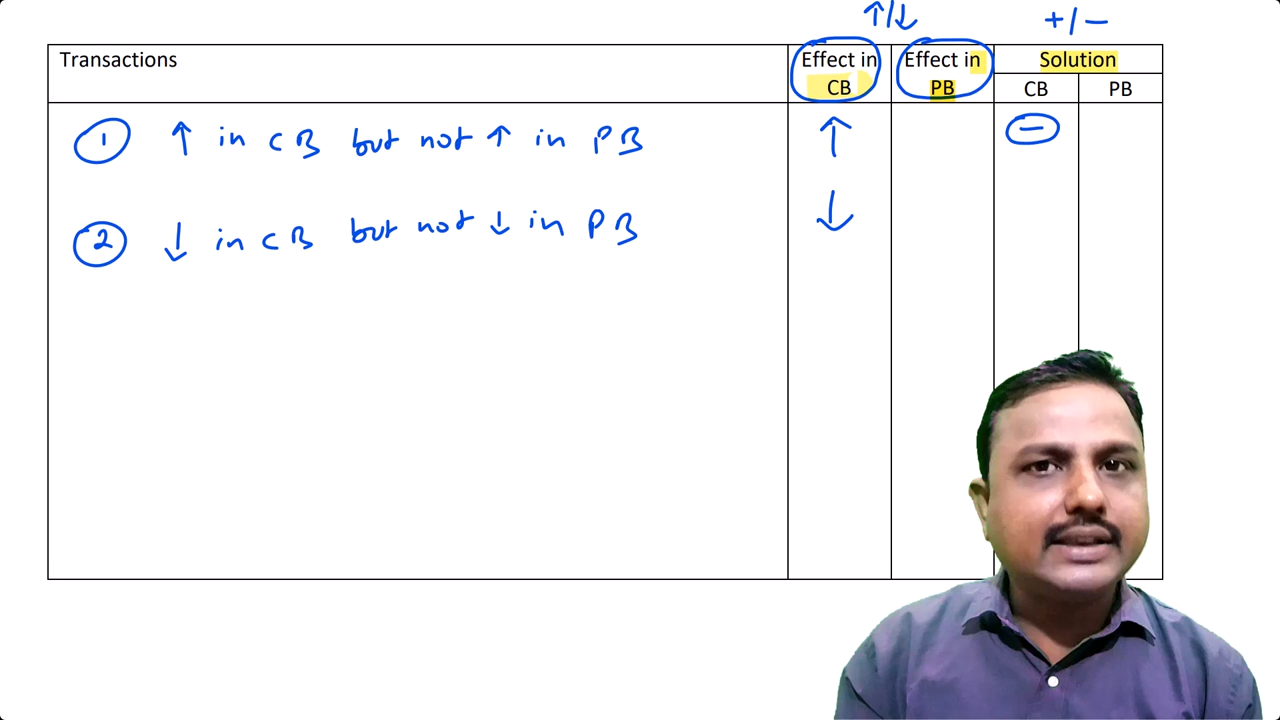 ↑/↓ +/−
Transactions Effect in CB Effect in PB Solution
CB PB
① ↑ in CB but not ↑ in PB ↑ −
② ↓ in CB but not ↓ in PB ↓